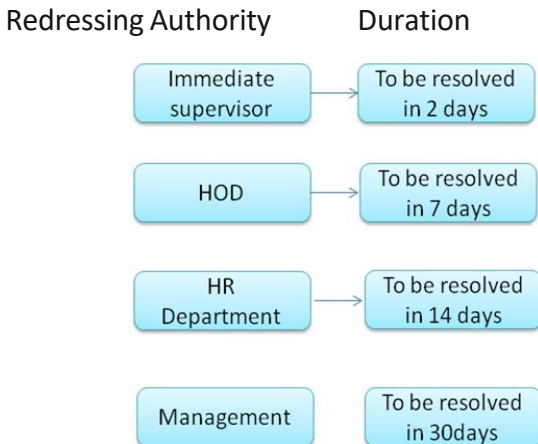 Redressing Authority Duration
Immediate
supervisor
To be resolved
in 2 days
HOD
To be resolved
in 7 days
HR
Department
To be resolved
in 14 days
Management
To be resolved
in 30days